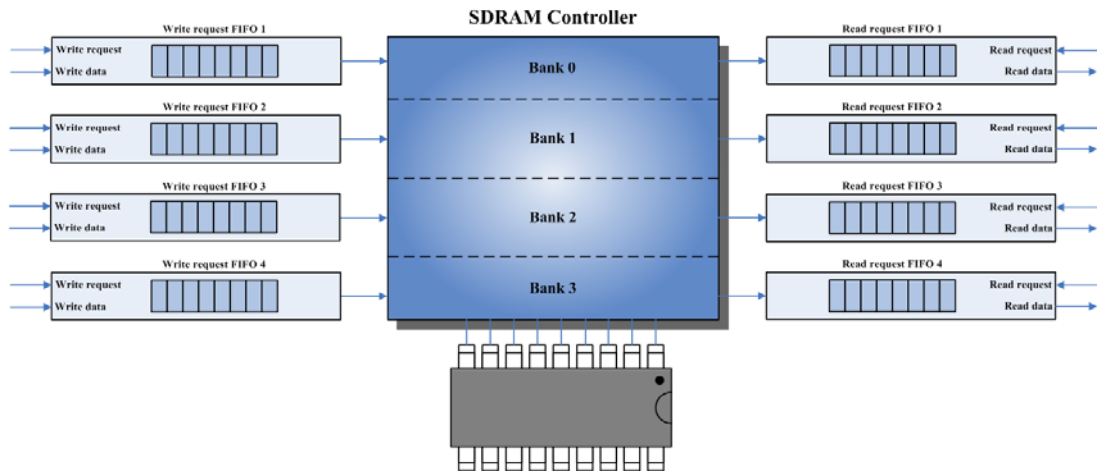 SDRAM Controller
Write request FIFO 1
Write request
Write data
Write request FIFO 2
Write request
Write data
Write request FIFO 3
Write request
Write data
Write request FIFO 4
Write request
Write data
Bank 0
Bank 1
Bank 2
Bank 3
Read request FIFO 1
Read request
Read data
Read request FIFO 2
Read request
Read data
Read request FIFO 3
Read request
Read data
Read request FIFO 4
Read request
Read data